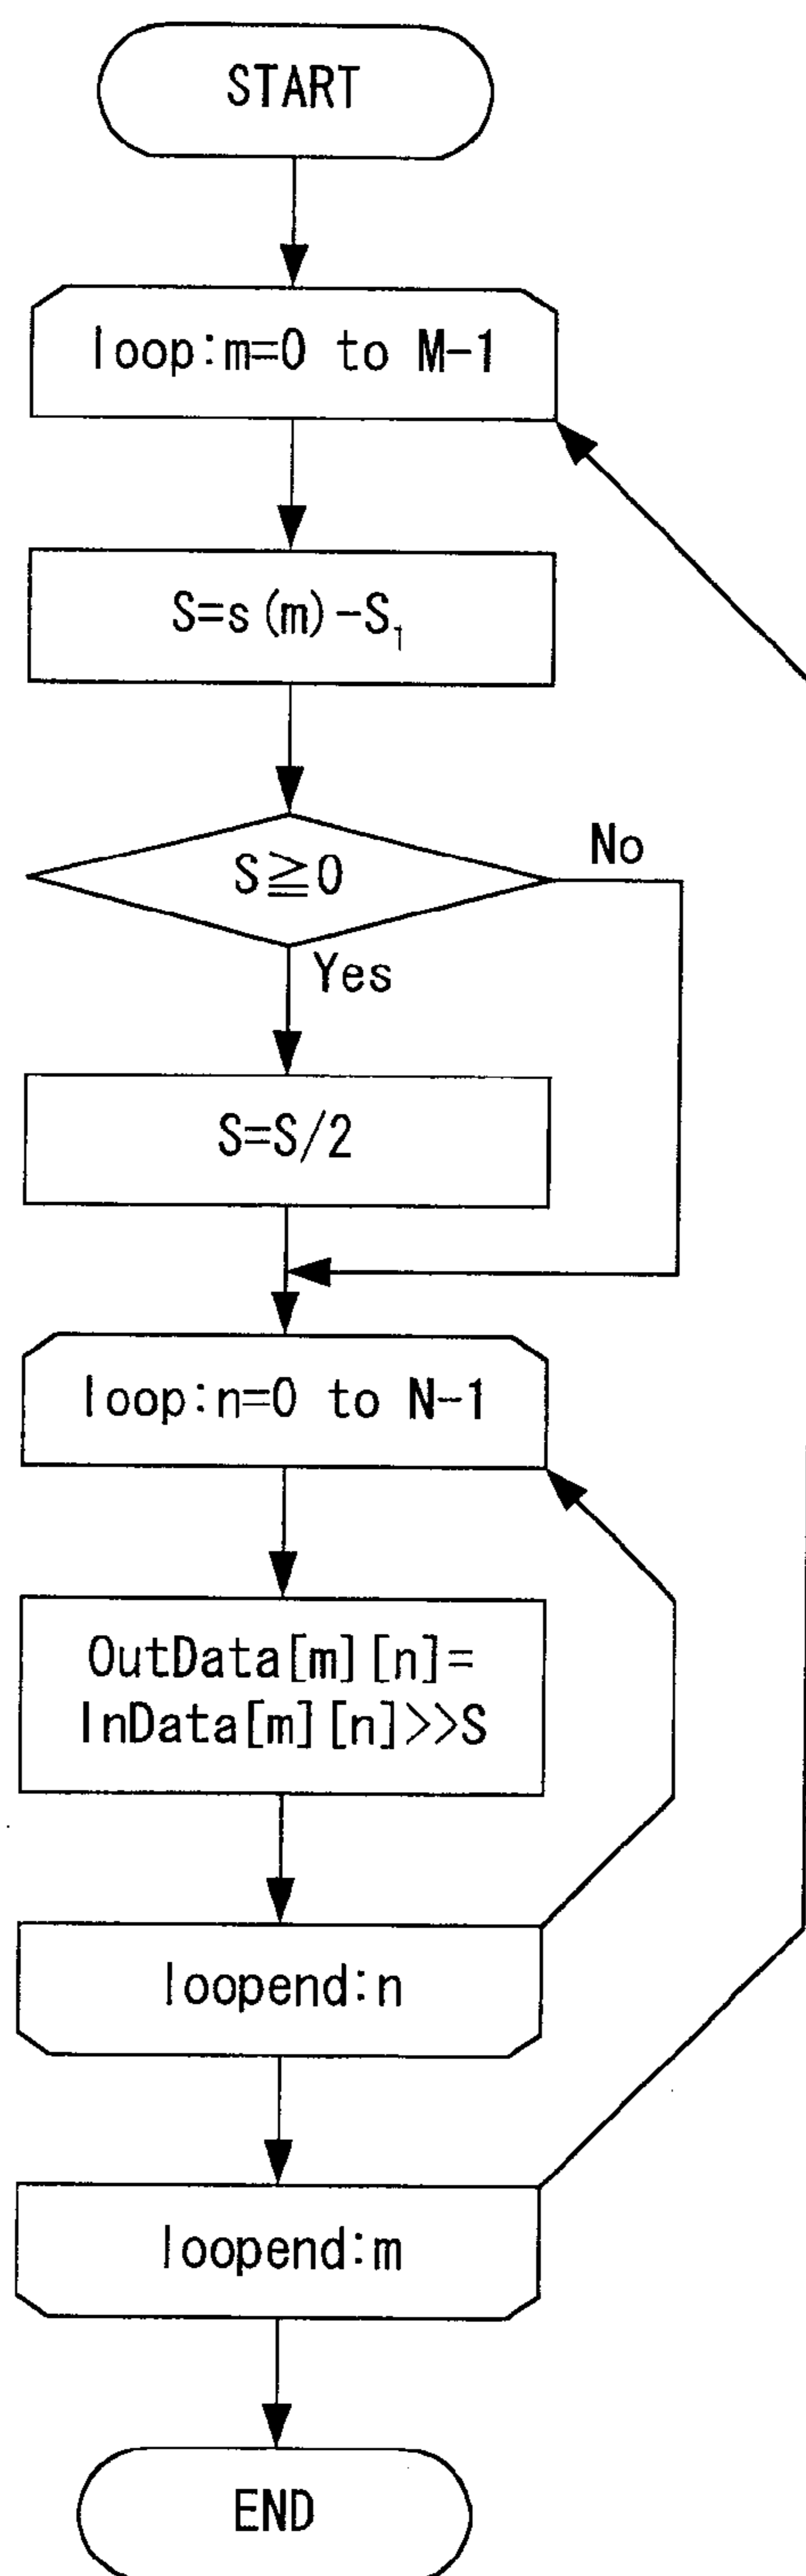 START
loop:m=0 to M-1
S=s(m)-S₁
S≧0
No
Yes
S=S/2
loop:n=0 to N-1
OutData[m][n]=
InData[m][n]>>S
loopend:n
loopend:m
END